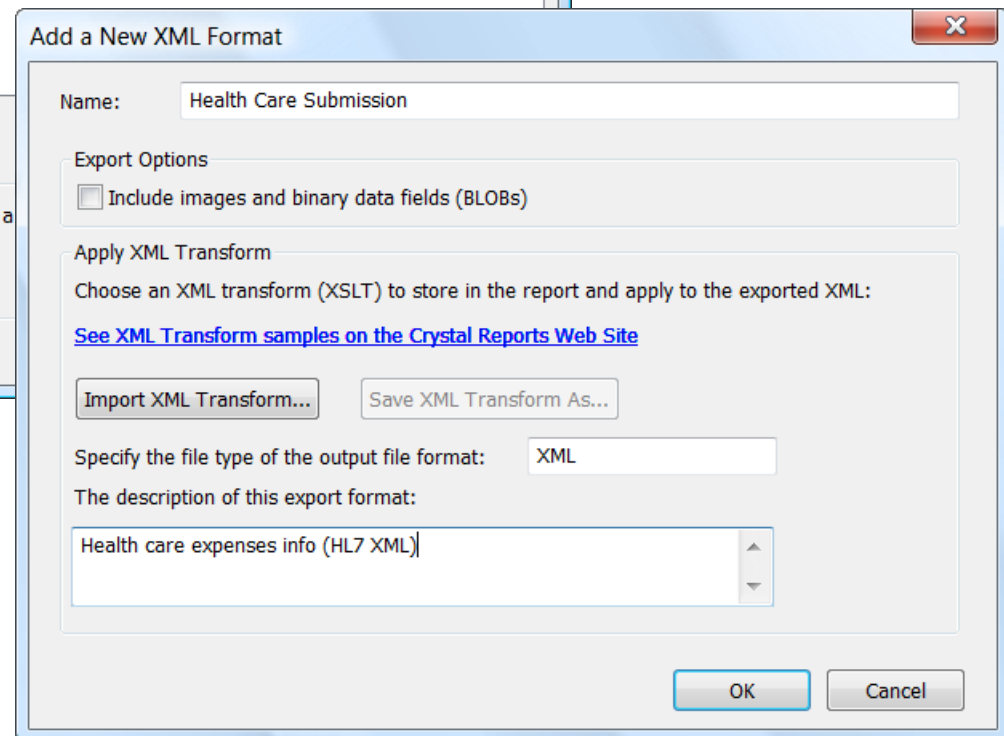 Add a New XML Format
Name: Health Care Submission
Export Options
Include images and binary data fields (BLOBs)
a
Apply XML Transform
Choose an XML transform (XSLT) to store in the report and apply to the exported XML:
See XML Transform samples on the Crystal Reports Web Site
Import XML Transform... Save XML Transform As...
Specify the file type of the output file format: XML
The description of this export format:
Health care expenses info (HL7 XML)
OK Cancel